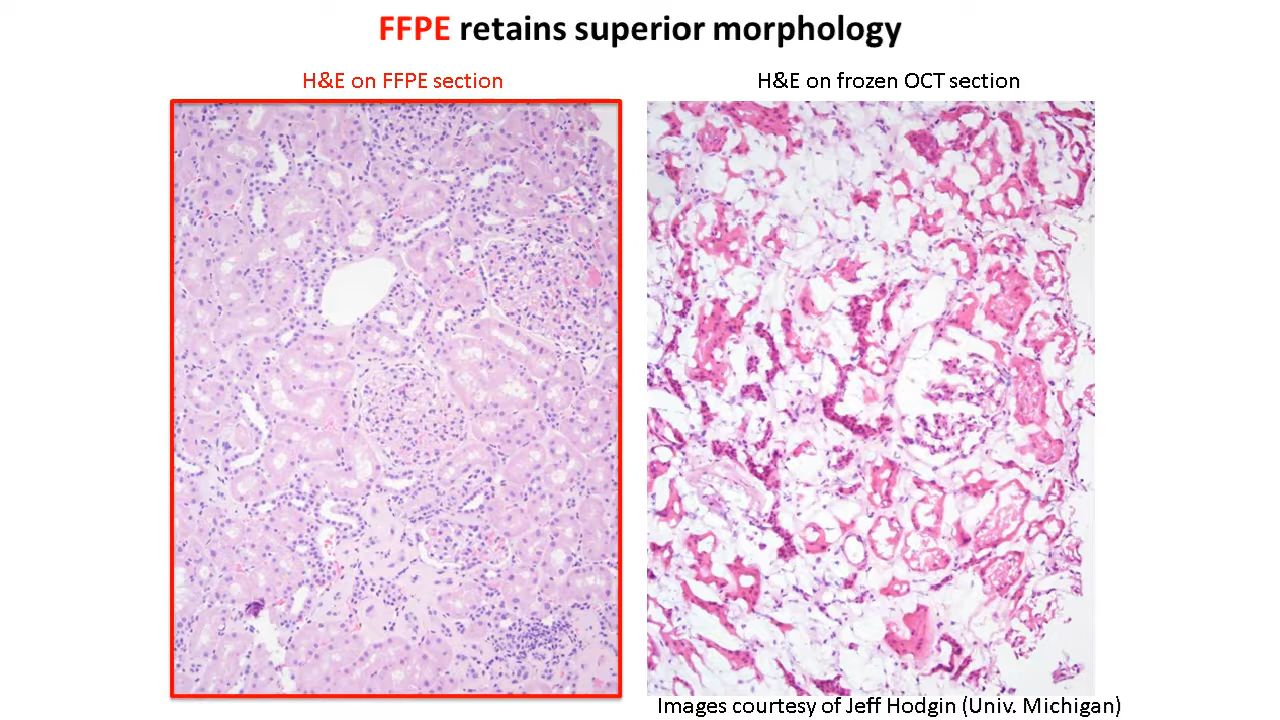 FFPE retains superior morphology
H&E on FFPE section
H&E on frozen OCT section
Images courtesy of Jeff Hodgin (Univ. Michigan)